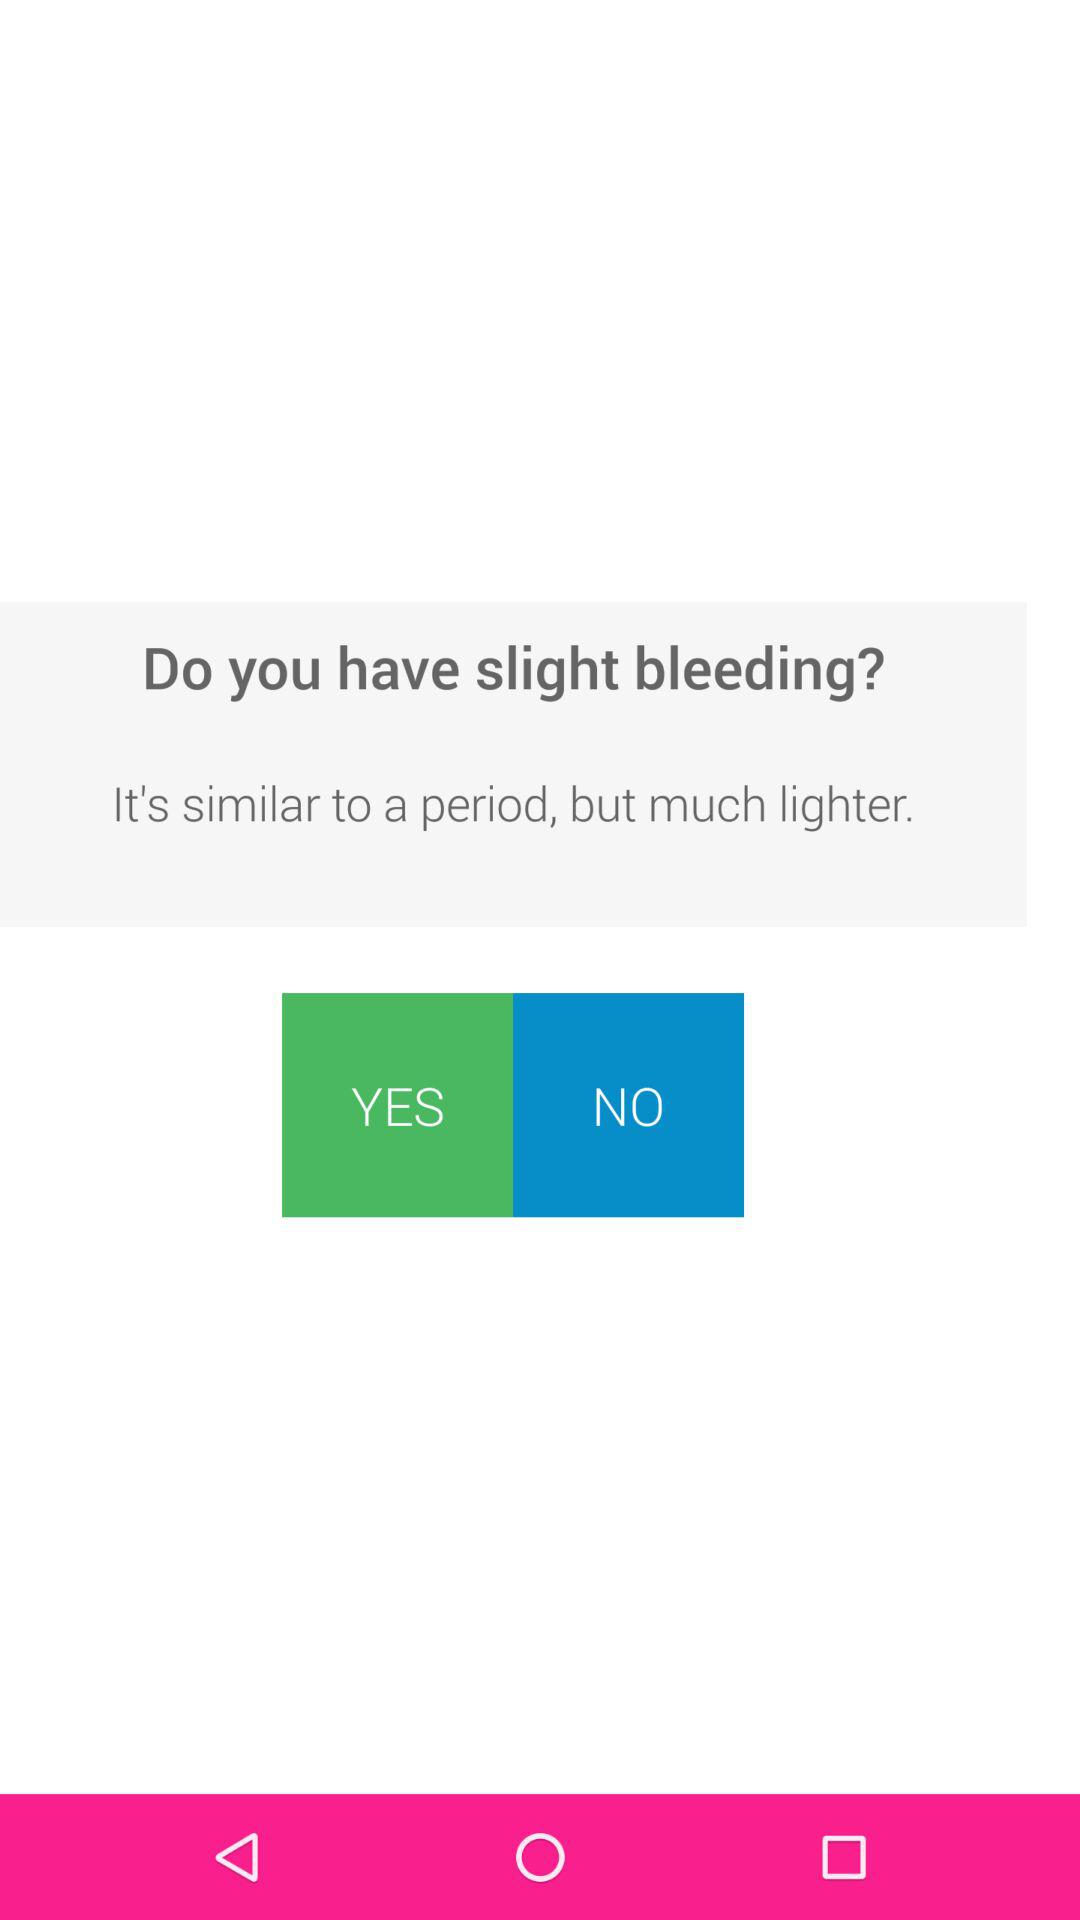 Do you have slight bleeding?
It's similar to a period, but much lighter.
YES NO